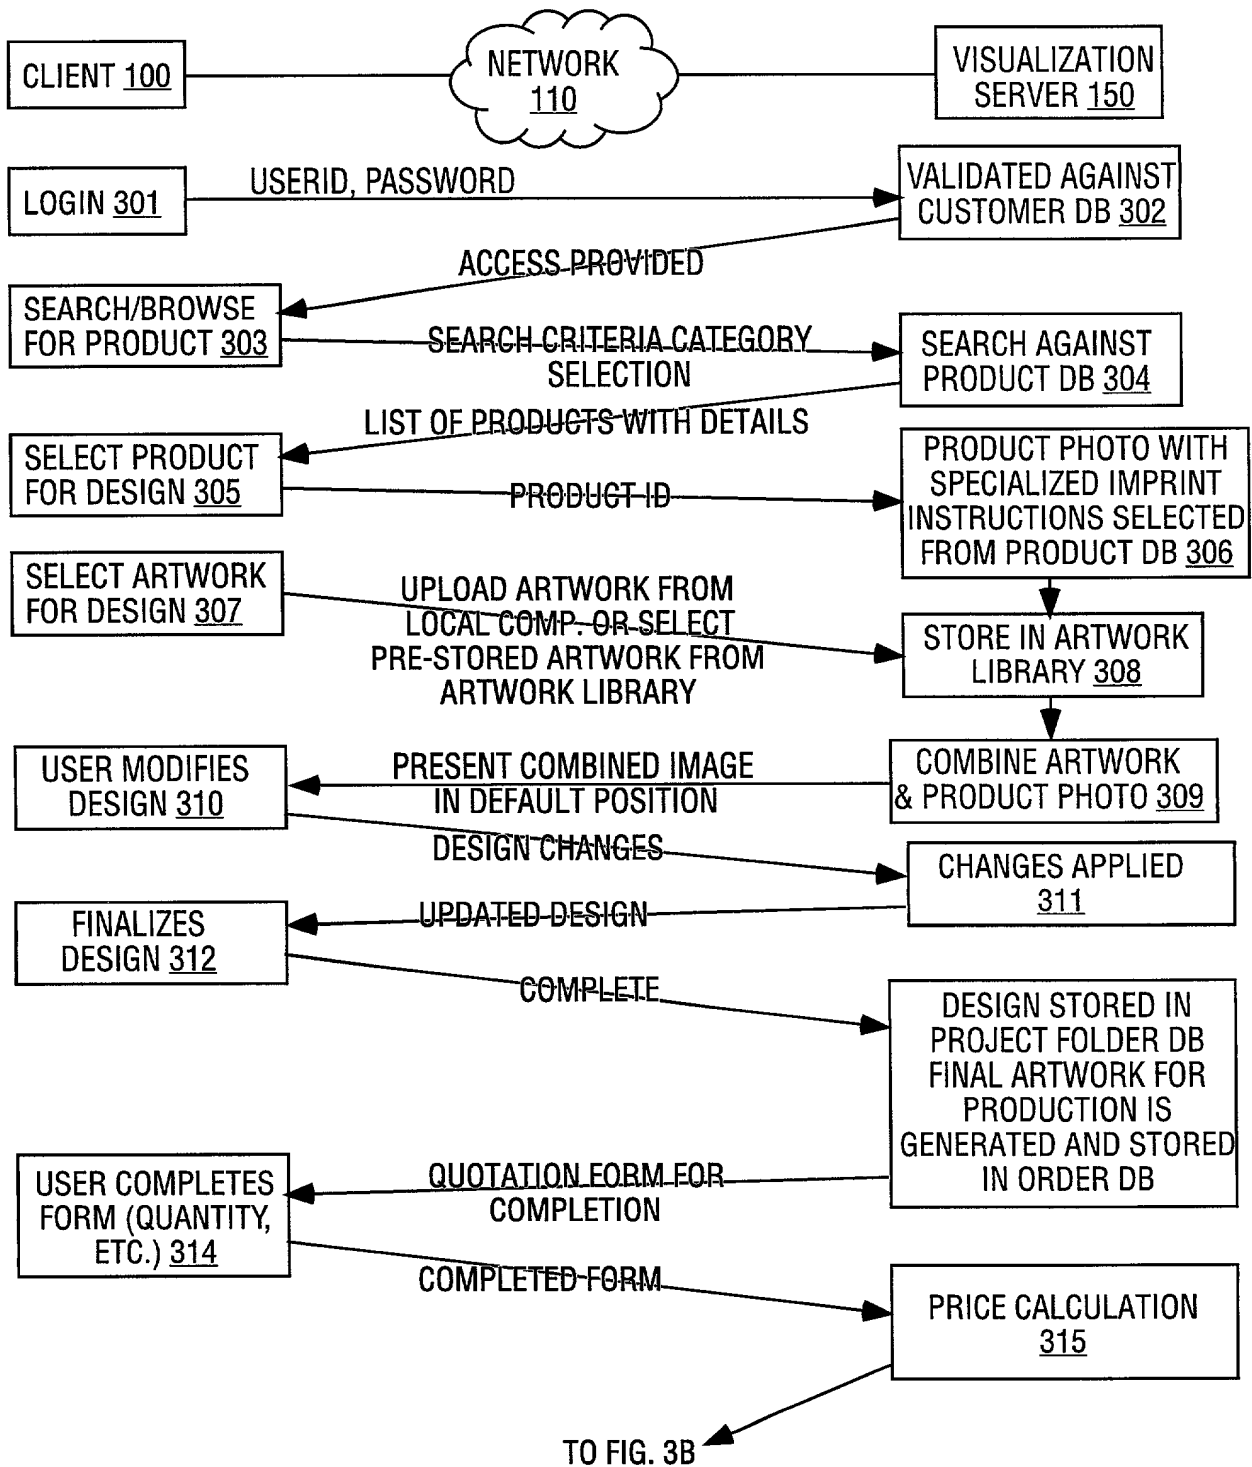 CLIENT 100
NETWORK
110
VISUALIZATION
SERVER 150
LOGIN 301
USERID, PASSWORD
VALIDATED AGAINST
CUSTOMER DB 302
ACCESS PROVIDED
SEARCH/BROWSE
FOR PRODUCT 303
SEARCH CRITERIA CATEGORY
SELECTION
SEARCH AGAINST
PRODUCT DB 304
LIST OF PRODUCTS WITH DETAILS
SELECT PRODUCT
FOR DESIGN 305
PRODUCT ID
PRODUCT PHOTO WITH
SPECIALIZED IMPRINT
INSTRUCTIONS SELECTED
FROM PRODUCT DB 306
SELECT ARTWORK
FOR DESIGN 307
UPLOAD ARTWORK FROM
LOCAL COMP. OR SELECT
PRE-STORED ARTWORK FROM
ARTWORK LIBRARY
STORE IN ARTWORK
LIBRARY 308
COMBINE ARTWORK
& PRODUCT PHOTO 309
PRESENT COMBINED IMAGE
IN DEFAULT POSITION
USER MODIFIES
DESIGN 310
DESIGN CHANGES
CHANGES APPLIED
311
UPDATED DESIGN
FINALIZES
DESIGN 312
COMPLETE
DESIGN STORED IN
PROJECT FOLDER DB
FINAL ARTWORK FOR
PRODUCTION IS
GENERATED AND STORED
IN ORDER DB
QUOTATION FORM FOR
COMPLETION
USER COMPLETES
FORM (QUANTITY,
ETC.) 314
COMPLETED FORM
PRICE CALCULATION
315
TO FIG. 3B